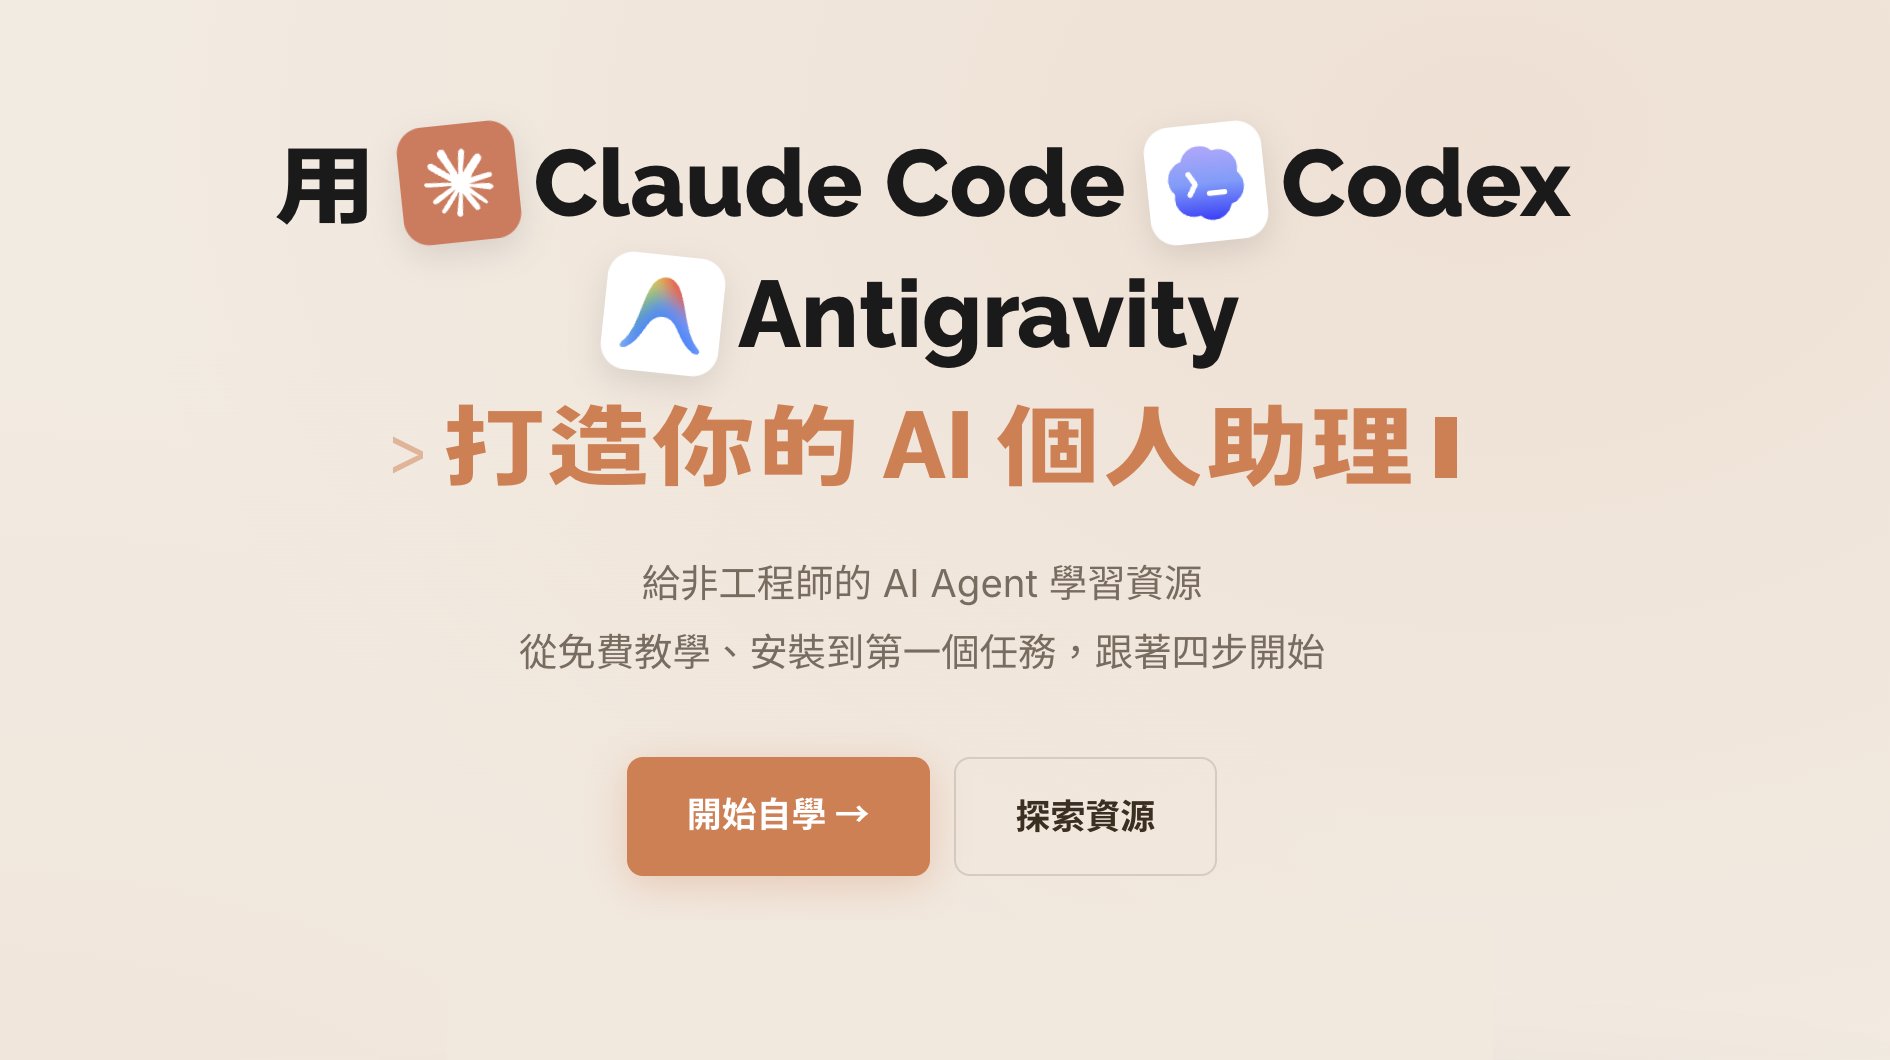 用 Claude Code Codex
Antigravity
> 打造你的 AI 個人助理
給非工程師的 AI Agent 學習資源
從免費教學、安裝到第一個任務，跟著四步開始
開始自學 →
探索資源